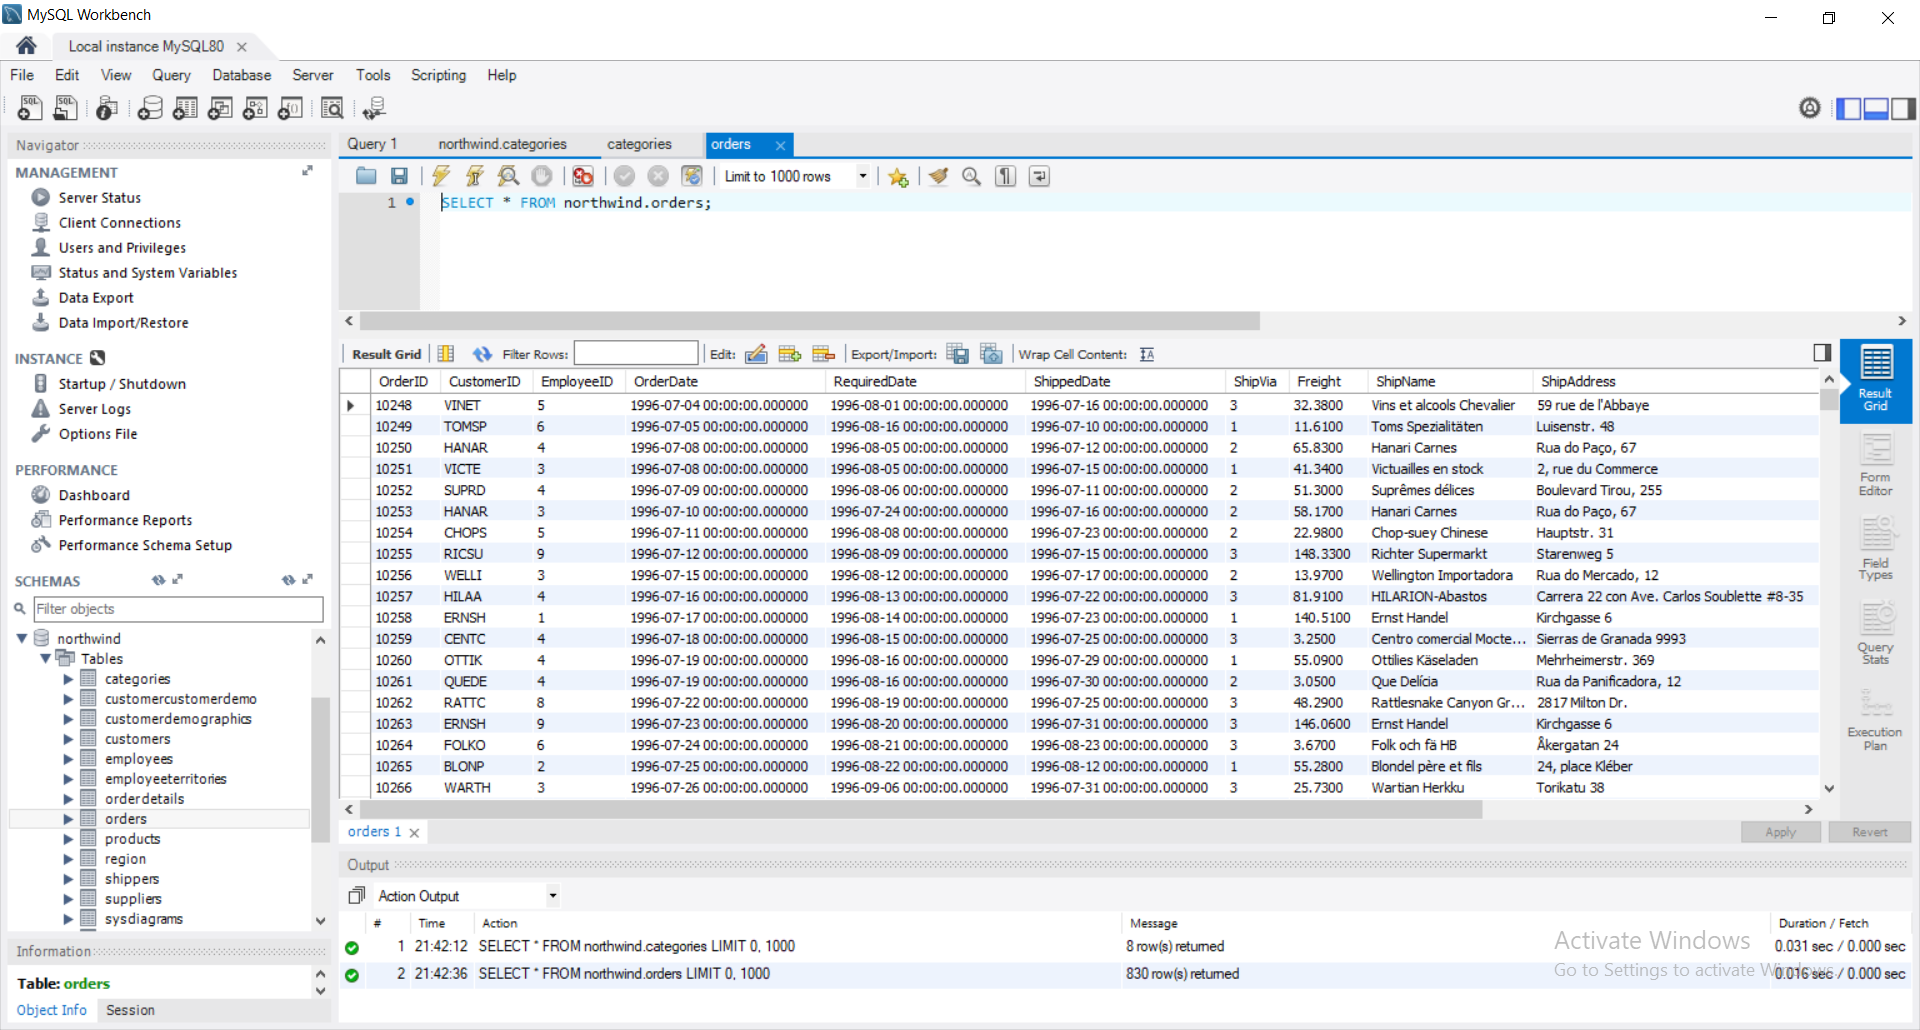 MySQL Workbench
Local instance MySQL80
File Edit View Query Database Server Tools Scripting Help
Navigator
MANAGEMENT
Server Status
Client Connections
Users and Privileges
Status and System Variables
Data Export
Data Import/Restore
INSTANCE
Startup / Shutdown
Server Logs
Options File
PERFORMANCE
Dashboard
Performance Reports
Performance Schema Setup
SCHEMAS
Filter objects
northwind
Tables
categories
customercustomerdemo
customerdemographics
customers
employees
employeeterritories
orderdetails
orders
products
region
shippers
suppliers
sysdiagrams
Information
Table: orders
Object Info Session
Query 1 northwind.categories categories orders
Limit to 1000 rows
1 SELECT * FROM northwind.orders;
Result Grid Filter Rows: Edit: Export/Import: Wrap Cell Content:
OrderID CustomerID EmployeeID OrderDate RequiredDate ShippedDate ShipVia Freight ShipName ShipAddress
10248 VINET 5 1996-07-04 00:00:00.000000 1996-08-01 00:00:00.000000 1996-07-16 00:00:00.000000 3 32.3800 Vins et alcools Chevalier 59 rue de l'Abbaye
10249 TOMSP 6 1996-07-05 00:00:00.000000 1996-08-16 00:00:00.000000 1996-07-10 00:00:00.000000 1 11.6100 Toms Spezialitäten Luisenstr. 48
10250 HANAR 4 1996-07-08 00:00:00.000000 1996-08-05 00:00:00.000000 1996-07-12 00:00:00.000000 2 65.8300 Hanari Carnes Rua do Paço, 67
10251 VICTE 3 1996-07-08 00:00:00.000000 1996-08-05 00:00:00.000000 1996-07-15 00:00:00.000000 1 41.3400 Victuailles en stock 2, rue du Commerce
10252 SUPRD 4 1996-07-09 00:00:00.000000 1996-08-06 00:00:00.000000 1996-07-11 00:00:00.000000 2 51.3000 Suprêmes délices Boulevard Tirou, 255
10253 HANAR 3 1996-07-10 00:00:00.000000 1996-07-24 00:00:00.000000 1996-07-16 00:00:00.000000 2 58.1700 Hanari Carnes Rua do Paço, 67
10254 CHOPS 5 1996-07-11 00:00:00.000000 1996-08-08 00:00:00.000000 1996-07-23 00:00:00.000000 2 22.9800 Chop-suey Chinese Hauptstr. 31
10255 RICSU 9 1996-07-12 00:00:00.000000 1996-08-09 00:00:00.000000 1996-07-15 00:00:00.000000 3 148.3300 Richter Supermarkt Starenweg 5
10256 WELLI 3 1996-07-15 00:00:00.000000 1996-08-12 00:00:00.000000 1996-07-17 00:00:00.000000 2 13.9700 Wellington Importadora Rua do Mercado, 12
10257 HILAA 4 1996-07-16 00:00:00.000000 1996-08-13 00:00:00.000000 1996-07-22 00:00:00.000000 3 81.9100 HILARION-Abastos Carrera 22 con Ave. Carlos Soublette #8-35
10258 ERNSH 1 1996-07-17 00:00:00.000000 1996-08-14 00:00:00.000000 1996-07-23 00:00:00.000000 1 140.5100 Ernst Handel Kirchgasse 6
10259 CENTC 4 1996-07-18 00:00:00.000000 1996-08-15 00:00:00.000000 1996-07-25 00:00:00.000000 3 3.2500 Centro comercial Mocte... Sierras de Granada 9993
10260 OTTIK 4 1996-07-19 00:00:00.000000 1996-08-16 00:00:00.000000 1996-07-29 00:00:00.000000 1 55.0900 Ottilies Käseladen Mehrheimerstr. 369
10261 QUEDE 4 1996-07-19 00:00:00.000000 1996-08-16 00:00:00.000000 1996-07-30 00:00:00.000000 2 3.0500 Que Delícia Rua da Panificadora, 12
10262 RATTC 8 1996-07-22 00:00:00.000000 1996-08-19 00:00:00.000000 1996-07-25 00:00:00.000000 3 48.2900 Rattlesnake Canyon Gr... 2817 Milton Dr.
10263 ERNSH 9 1996-07-23 00:00:00.000000 1996-08-20 00:00:00.000000 1996-07-31 00:00:00.000000 3 146.0600 Ernst Handel Kirchgasse 6
10264 FOLKO 6 1996-07-24 00:00:00.000000 1996-08-21 00:00:00.000000 1996-08-23 00:00:00.000000 3 3.6700 Folk och fä HB Åkergatan 24
10265 BLONP 2 1996-07-25 00:00:00.000000 1996-08-22 00:00:00.000000 1996-08-12 00:00:00.000000 1 55.2800 Blondel père et fils 24, place Kléber
10266 WARTH 3 1996-07-26 00:00:00.000000 1996-09-06 00:00:00.000000 1996-07-31 00:00:00.000000 3 25.7300 Wartian Herkku Torikatu 38
Result Grid
Form Editor
Field Types
Query Stats
Execution Plan
orders 1 Apply Revert
Output
Action Output
# Time Action Message Duration / Fetch
1 21:42:12 SELECT * FROM northwind.categories LIMIT 0, 1000 8 row(s) returned 0.031 sec / 0.000 sec
2 21:42:36 SELECT * FROM northwind.orders LIMIT 0, 1000 830 row(s) returned 0.016 sec / 0.000 sec
Activate Windows
Go to Settings to activate Windows.